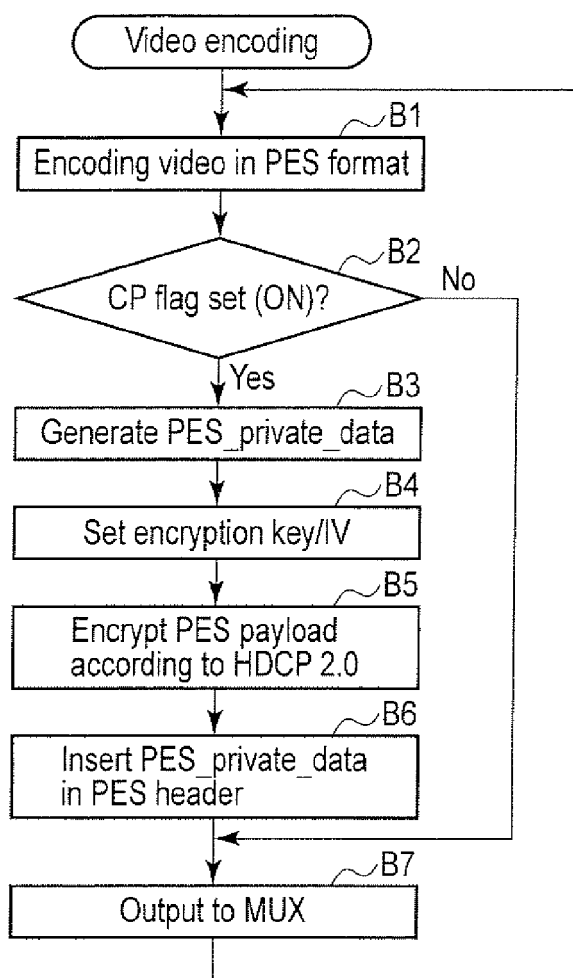 Video encoding
B1
Encoding video in PES format
B2
CP flag set (ON)?
No
Yes
B3
Generate PES_private_data
B4
Set encryption key/IV
B5
Encrypt PES payload
according to HDCP 2.0
B6
Insert PES_private_data
in PES header
B7
Output to MUX